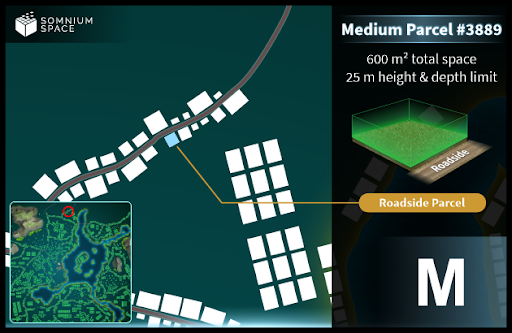 SOMNIUM
SPACE
Medium Parcel #3889
600 m² total space
25 m height & depth limit
Roadside
Roadside Parcel
M